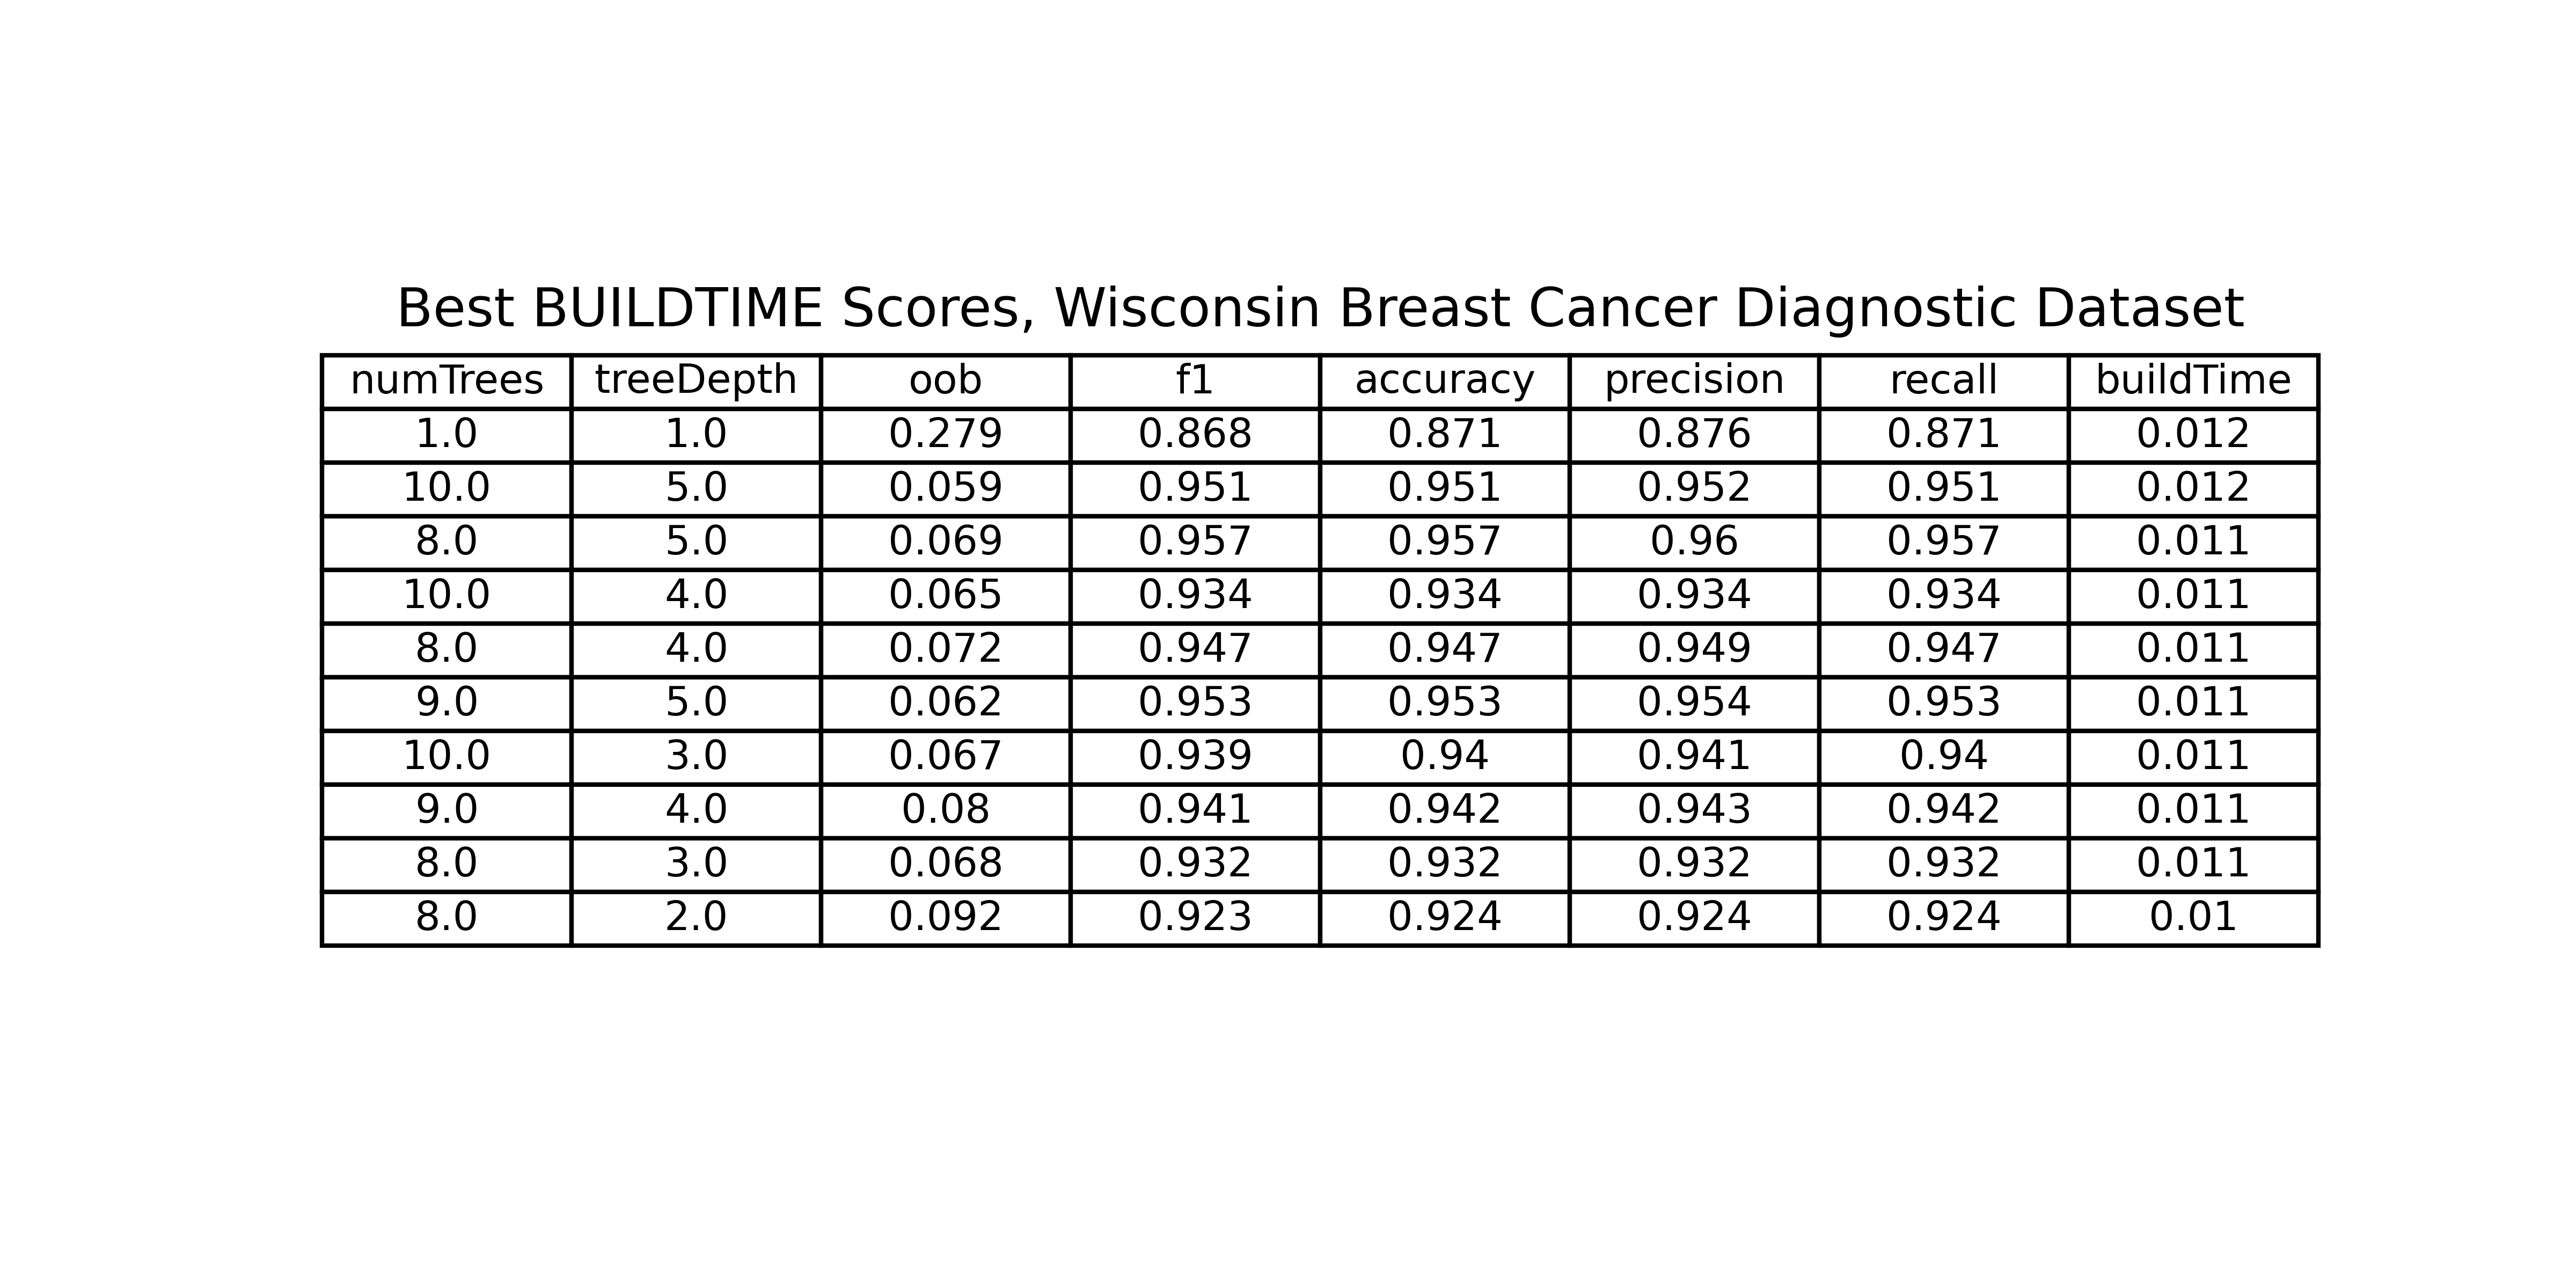 Best BUILDTIME Scores, Wisconsin Breast Cancer Diagnostic Dataset
numTrees treeDepth oob f1 accuracy precision recall buildTime
1.0 1.0 0.279 0.868 0.871 0.876 0.871 0.012
10.0 5.0 0.059 0.951 0.951 0.952 0.951 0.012
8.0 5.0 0.069 0.957 0.957 0.96 0.957 0.011
10.0 4.0 0.065 0.934 0.934 0.934 0.934 0.011
8.0 4.0 0.072 0.947 0.947 0.949 0.947 0.011
9.0 5.0 0.062 0.953 0.953 0.954 0.953 0.011
10.0 3.0 0.067 0.939 0.94 0.941 0.94 0.011
9.0 4.0 0.08 0.941 0.942 0.943 0.942 0.011
8.0 3.0 0.068 0.932 0.932 0.932 0.932 0.011
8.0 2.0 0.092 0.923 0.924 0.924 0.924 0.01